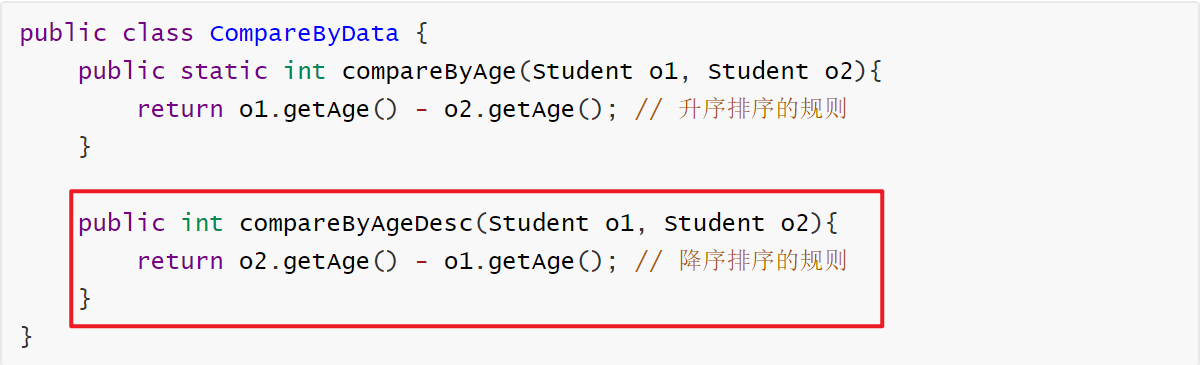 public class CompareByData {
    public static int compareByAge(Student o1, Student o2){
        return o1.getAge() - o2.getAge(); // 升序排序的规则
    }
    public int compareByAgeDesc(Student o1, Student o2){
        return o2.getAge() - o1.getAge(); // 降序排序的规则
    }
}